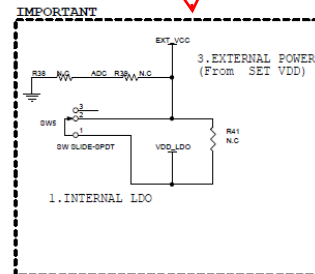 IMPORTANT
EXT_VCC
3.EXTERNAL POWER
(From SET VDD)
R38 N.C ADC R39 N.C
3
2
SW5
1
SW SLIDE-SPDT
VDD_LDO
R41
N.C
1.INTERNAL LDO